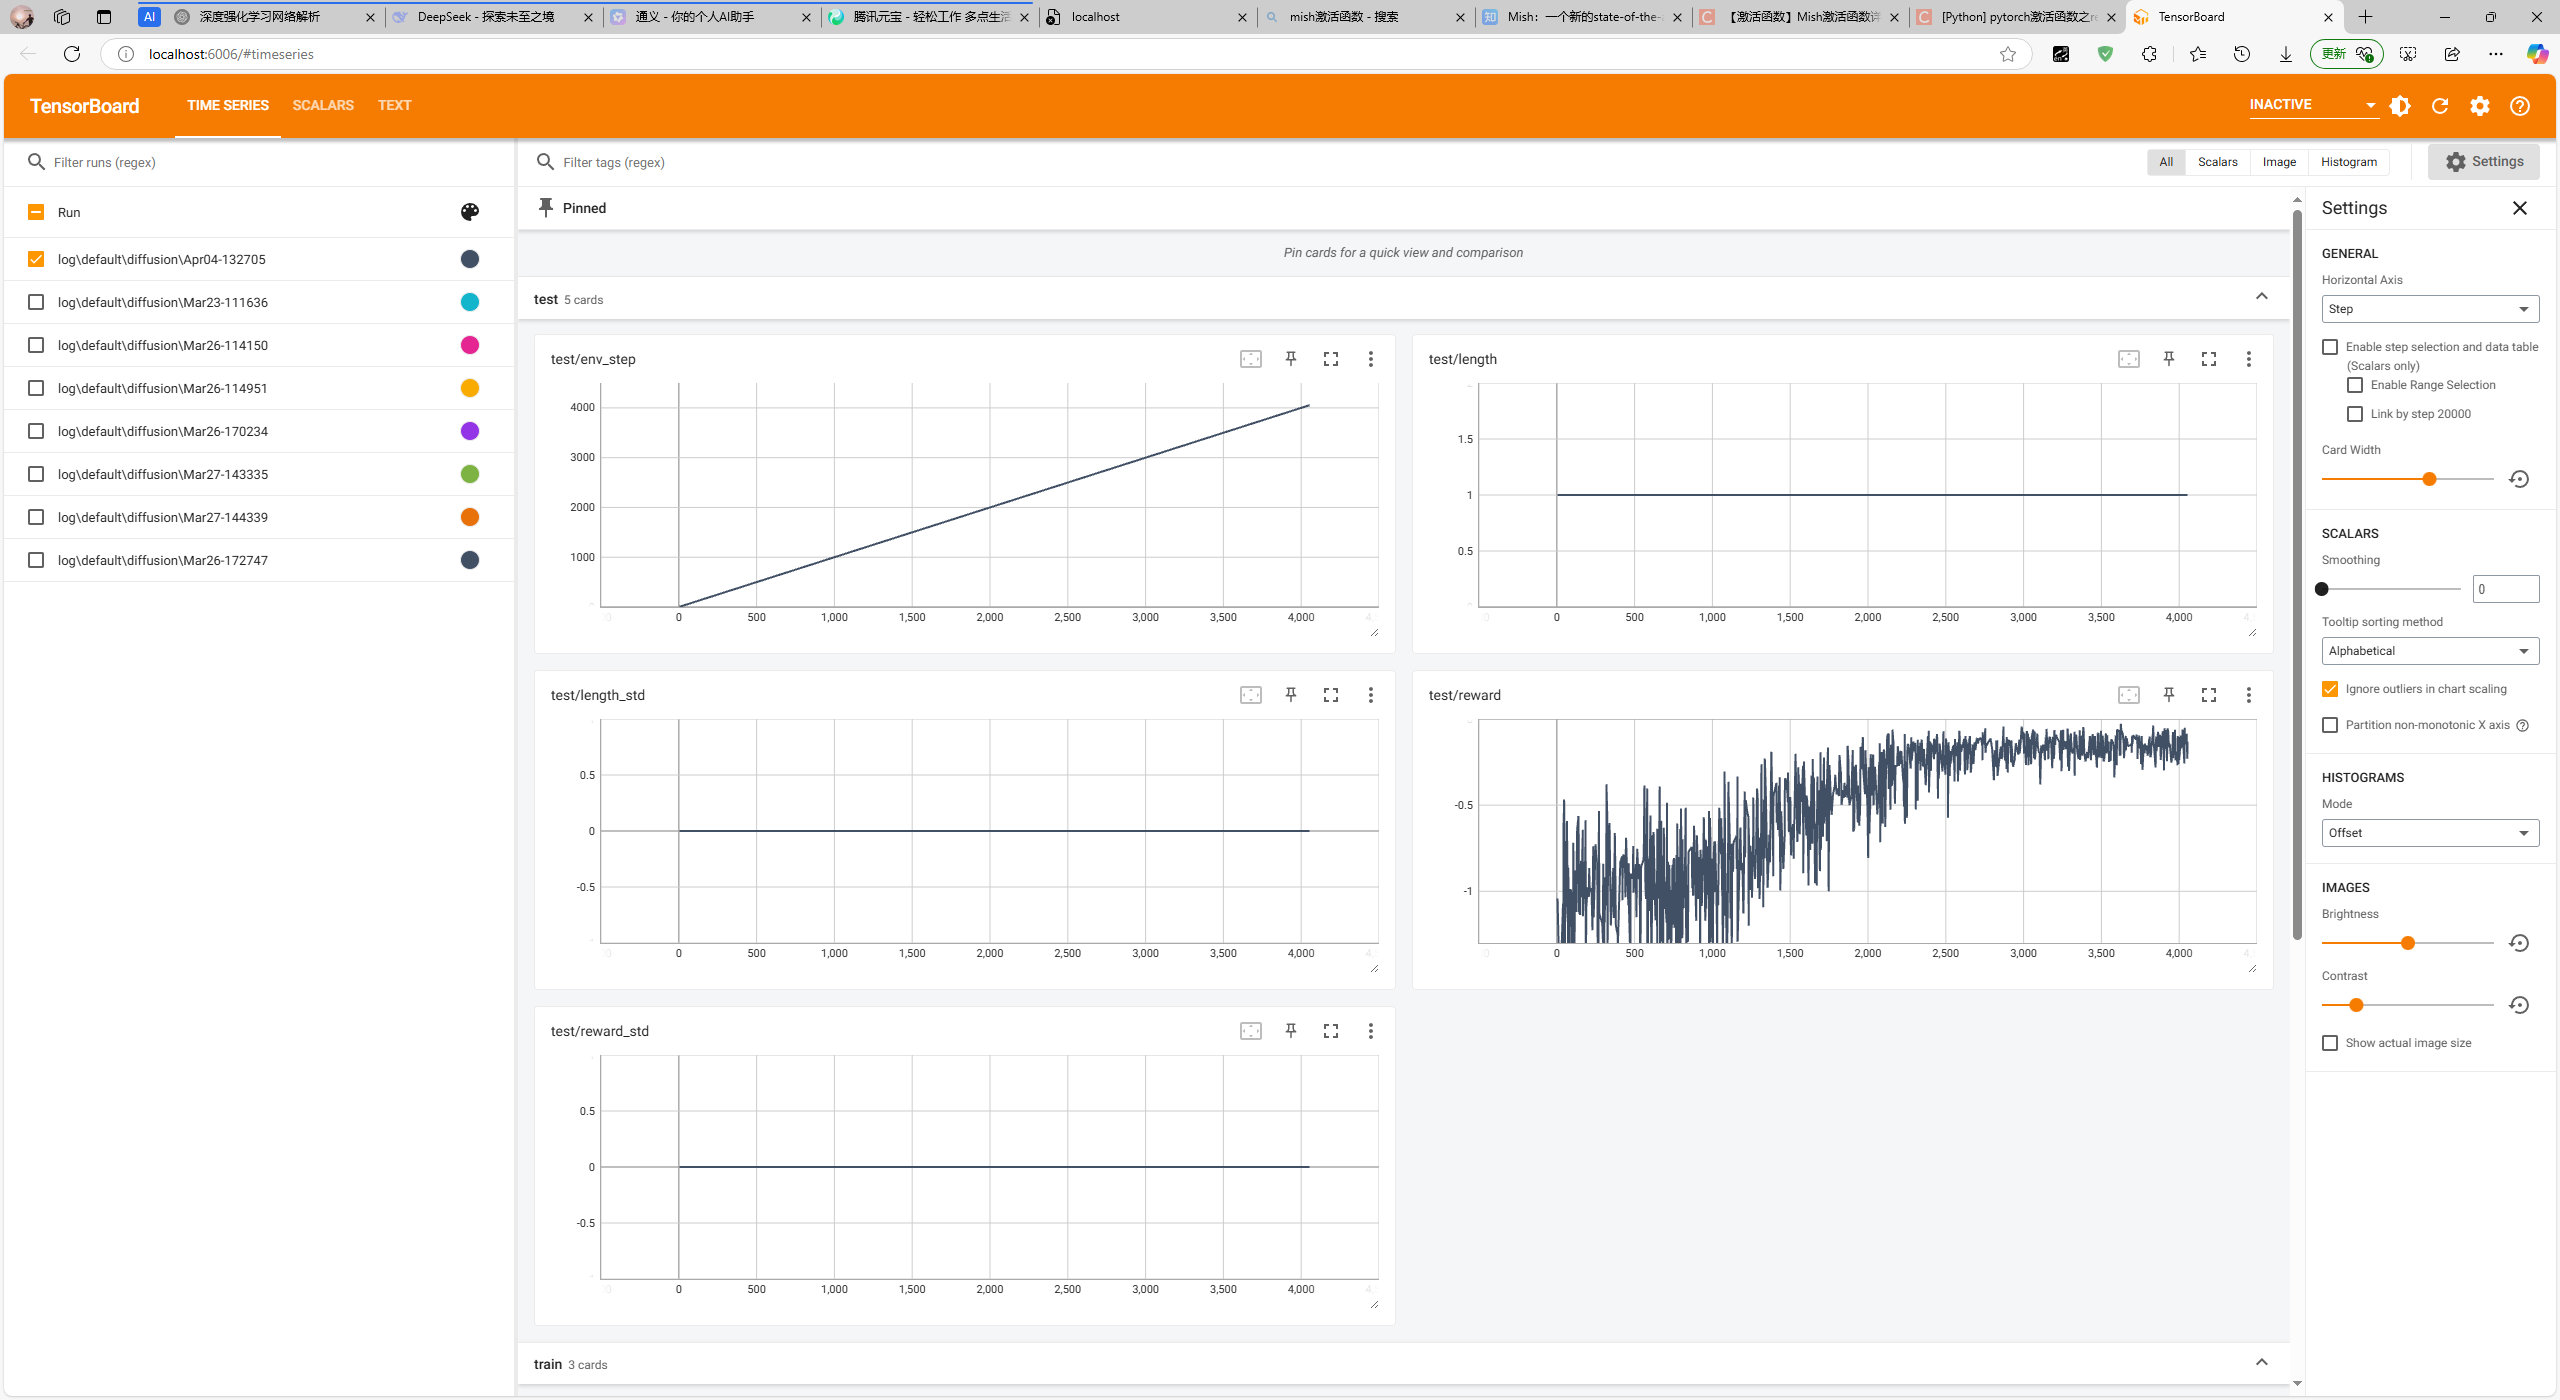 AI
深度强化学习网络解析
DeepSeek - 探索未至之境
通义 - 你的个人AI助手
腾讯元宝 - 轻松工作 多点生活
localhost
mish激活函数 - 搜索
Mish：一个新的state-of-the-
【激活函数】Mish激活函数详
[Python] pytorch激活函数之re
TensorBoard
localhost:6006/#timeseries
更新
TensorBoard
TIME SERIES
SCALARS
TEXT
INACTIVE
Filter runs (regex)
Run
log\default\diffusion\Apr04-132705
log\default\diffusion\Mar23-111636
log\default\diffusion\Mar26-114150
log\default\diffusion\Mar26-114951
log\default\diffusion\Mar26-170234
log\default\diffusion\Mar27-143335
log\default\diffusion\Mar27-144339
log\default\diffusion\Mar26-172747
Filter tags (regex)
All
Scalars
Image
Histogram
Settings
Pinned
Pin cards for a quick view and comparison
test 5 cards
test/env_step
4000
3000
2000
1000
0 500 1,000 1,500 2,000 2,500 3,000 3,500 4,000
test/length
1.5
1
0.5
0 500 1,000 1,500 2,000 2,500 3,000 3,500 4,000
test/length_std
0.5
0
-0.5
0 500 1,000 1,500 2,000 2,500 3,000 3,500 4,000
test/reward
-0.5
-1
0 500 1,000 1,500 2,000 2,500 3,000 3,500 4,000
test/reward_std
0.5
0
-0.5
0 500 1,000 1,500 2,000 2,500 3,000 3,500 4,000
train 3 cards
Settings
GENERAL
Horizontal Axis
Step
Enable step selection and data table
(Scalars only)
Enable Range Selection
Link by step 20000
Card Width
SCALARS
Smoothing
0
Tooltip sorting method
Alphabetical
Ignore outliers in chart scaling
Partition non-monotonic X axis
HISTOGRAMS
Mode
Offset
IMAGES
Brightness
Contrast
Show actual image size